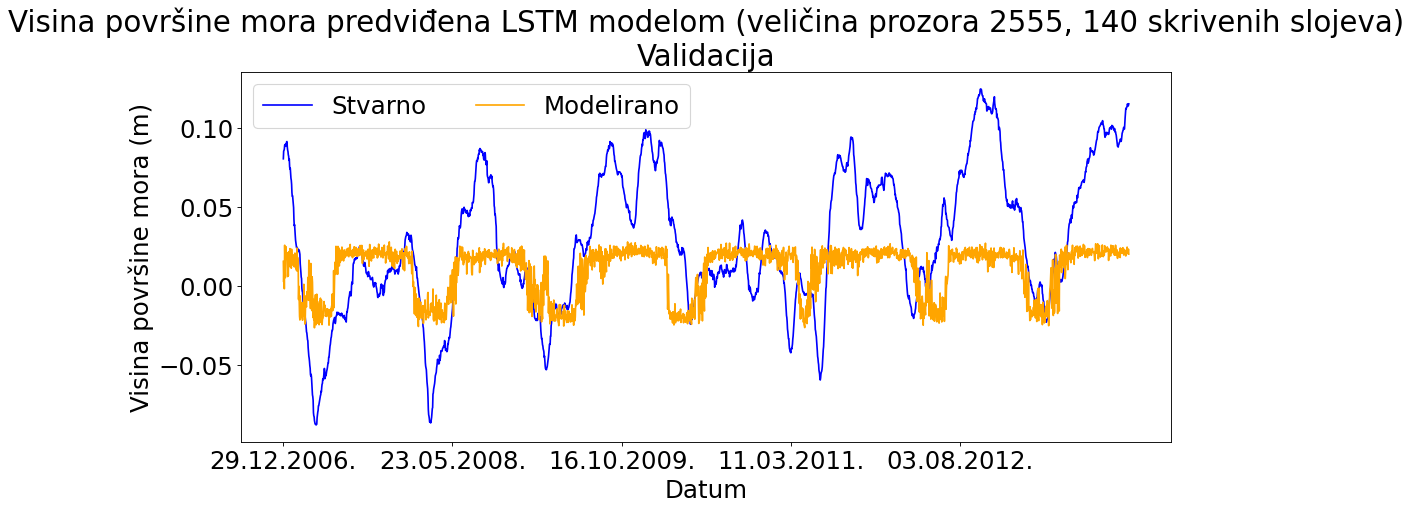 Visina površine mora predviđena LSTM modelom (veličina prozora 2555, 140 skrivenih slojeva)
Validacija
Stvarno
Modelirano
Visina površine mora (m)
0.10
0.05
0.00
−0.05
29.12.2006.
23.05.2008.
16.10.2009.
11.03.2011.
03.08.2012.
Datum